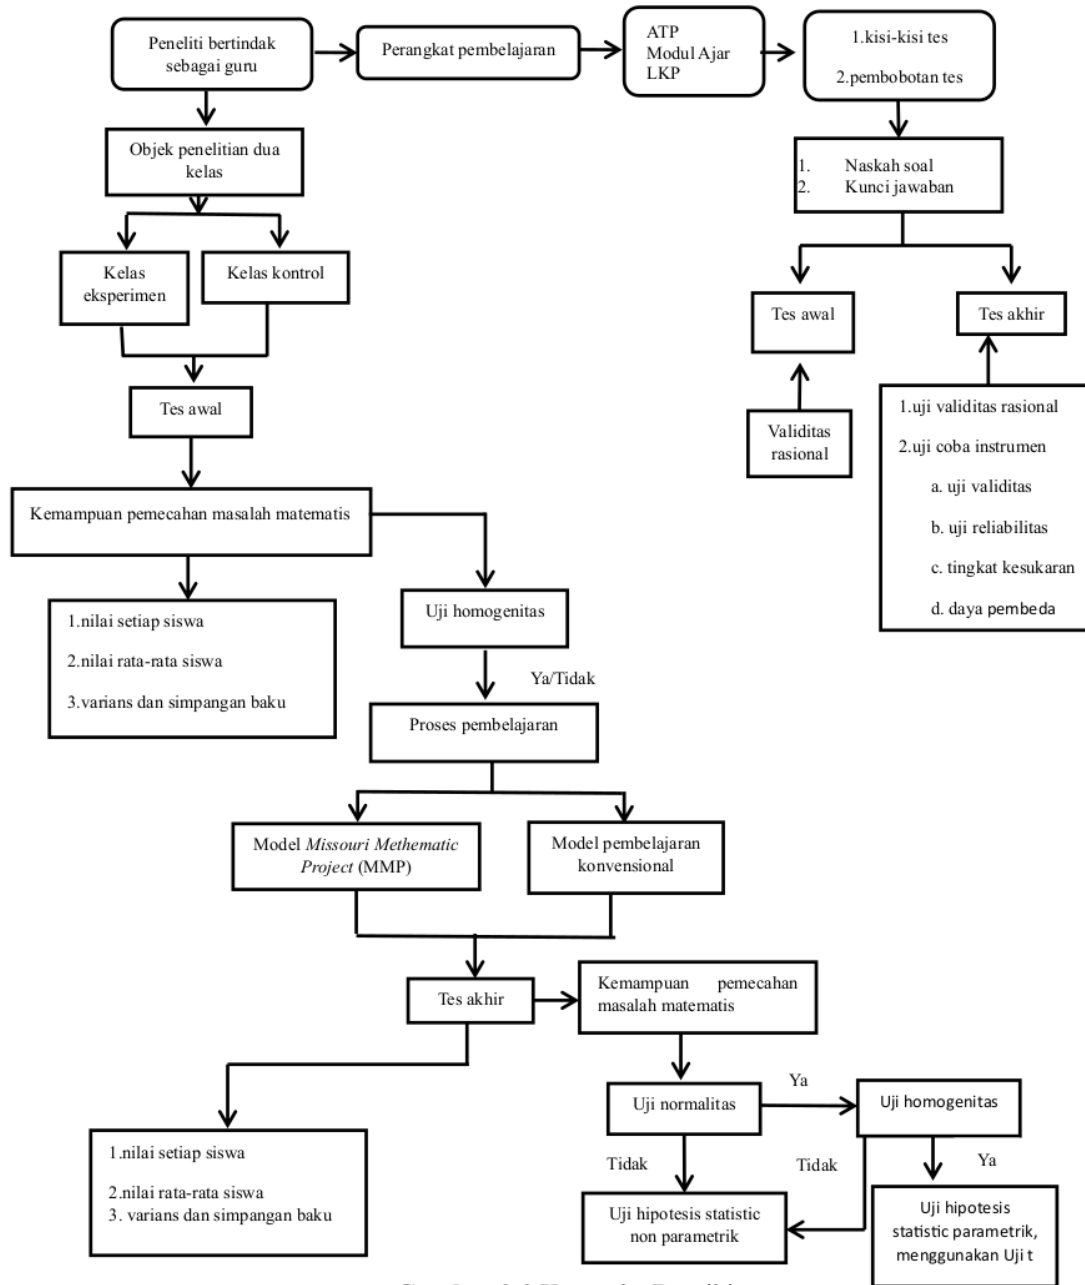 Peneliti bertindak
sebagai guru
Perangkat pembelajaran
ATP
Modul Ajar
LKP
1.kisi-kisi tes
2.pembobotan tes
Objek penelitian dua
kelas
1. Naskah soal
2. Kunci jawaban
Kelas
eksperimen
Kelas kontrol
Tes awal
Tes akhir
Tes awal
Validitas
rasional
1.uji validitas rasional
2.uji coba instrumen
a. uji validitas
b. uji reliabilitas
c. tingkat kesukaran
d. daya pembeda
Kemampuan pemecahan masalah matematis
1.nilai setiap siswa
2.nilai rata-rata siswa
3.varians dan simpangan baku
Uji homogenitas
Ya/Tidak
Proses pembelajaran
Model Missouri Methematic
Project (MMP)
Model pembelajaran
konvensional
Tes akhir
Kemampuan pemecahan
masalah matematis
Uji normalitas
Ya
Uji homogenitas
Tidak
Tidak
Ya
1.nilai setiap siswa
2.nilai rata-rata siswa
3. varians dan simpangan baku
Uji hipotesis statistic
non parametrik
Uji hipotesis
statistic parametrik,
menggunakan Uji t